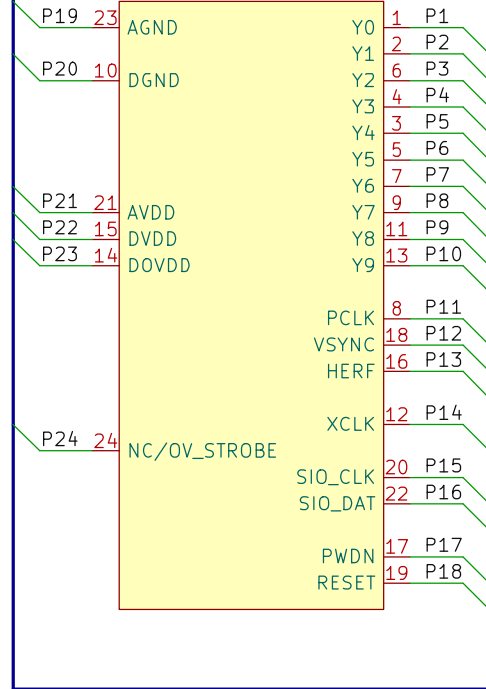 P19 23 AGND Y0 1 P1
Y1 2 P2
P20 10 DGND Y2 6 P3
Y3 4 P4
Y4 3 P5
Y5 5 P6
Y6 7 P7
P21 21 AVDD Y7 9 P8
P22 15 DVDD Y8 11 P9
P23 14 DOVDD Y9 13 P10
PCLK 8 P11
VSYNC 18 P12
HERF 16 P13
XCLK 12 P14
P24 24 NC/OV_STROBE
SIO_CLK 20 P15
SIO_DAT 22 P16
PWDN 17 P17
RESET 19 P18